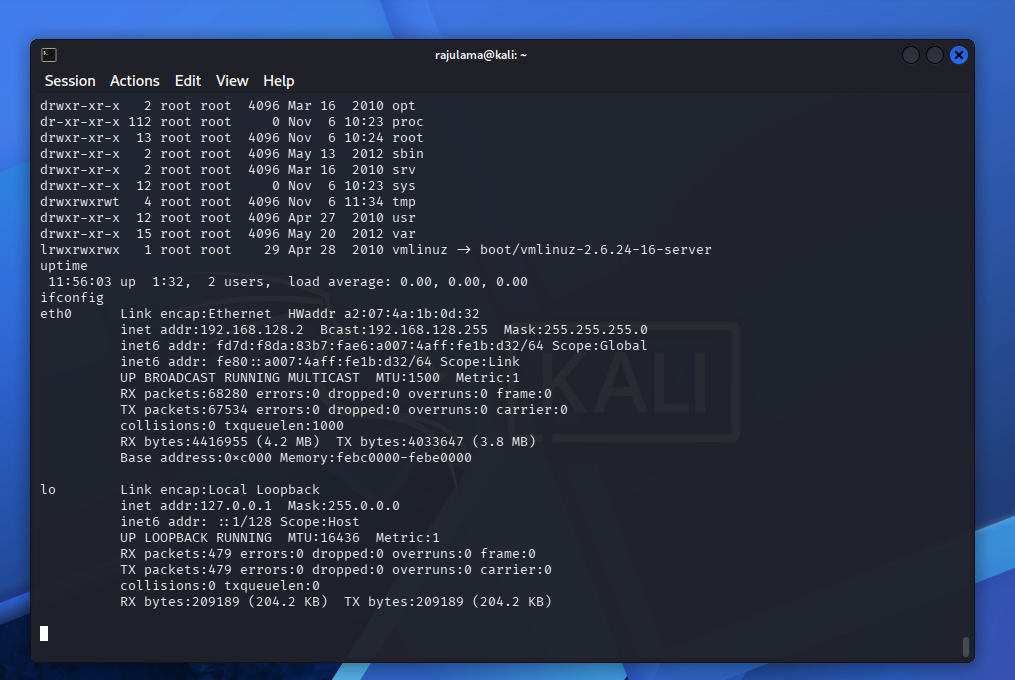 rajulama@kali: ~
Session Actions Edit View Help
drwxr-xr-x   2 root root  4096 Mar 16  2010 opt
dr-xr-xr-x 112 root root     0 Nov  6 10:23 proc
drwxr-xr-x  13 root root  4096 Nov  6 10:24 root
drwxr-xr-x   2 root root  4096 May 13  2012 sbin
drwxr-xr-x   2 root root  4096 Mar 16  2010 srv
drwxr-xr-x  12 root root     0 Nov  6 10:23 sys
drwxrwxrwt   4 root root  4096 Nov  6 11:34 tmp
drwxr-xr-x  12 root root  4096 Apr 27  2010 usr
drwxr-xr-x  15 root root  4096 May 20  2012 var
lrwxrwxrwx   1 root root    29 Apr 28  2010 vmlinuz -> boot/vmlinuz-2.6.24-16-server
uptime
 11:56:03 up  1:32,  2 users,  load average: 0.00, 0.00, 0.00
ifconfig
eth0      Link encap:Ethernet  HWaddr a2:07:4a:1b:0d:32
          inet addr:192.168.128.2  Bcast:192.168.128.255  Mask:255.255.255.0
          inet6 addr: fd7d:f8da:83b7:fae6:a007:4aff:fe1b:d32/64 Scope:Global
          inet6 addr: fe80::a007:4aff:fe1b:d32/64 Scope:Link
          UP BROADCAST RUNNING MULTICAST  MTU:1500  Metric:1
          RX packets:68280 errors:0 dropped:0 overruns:0 frame:0
          TX packets:67534 errors:0 dropped:0 overruns:0 carrier:0
          collisions:0 txqueuelen:1000
          RX bytes:4416955 (4.2 MB)  TX bytes:4033647 (3.8 MB)
          Base address:0xc000 Memory:febc0000-febe0000
KALI
lo        Link encap:Local Loopback
          inet addr:127.0.0.1  Mask:255.0.0.0
          inet6 addr: ::1/128 Scope:Host
          UP LOOPBACK RUNNING  MTU:16436  Metric:1
          RX packets:479 errors:0 dropped:0 overruns:0 frame:0
          TX packets:479 errors:0 dropped:0 overruns:0 carrier:0
          collisions:0 txqueuelen:0
          RX bytes:209189 (204.2 KB)  TX bytes:209189 (204.2 KB)